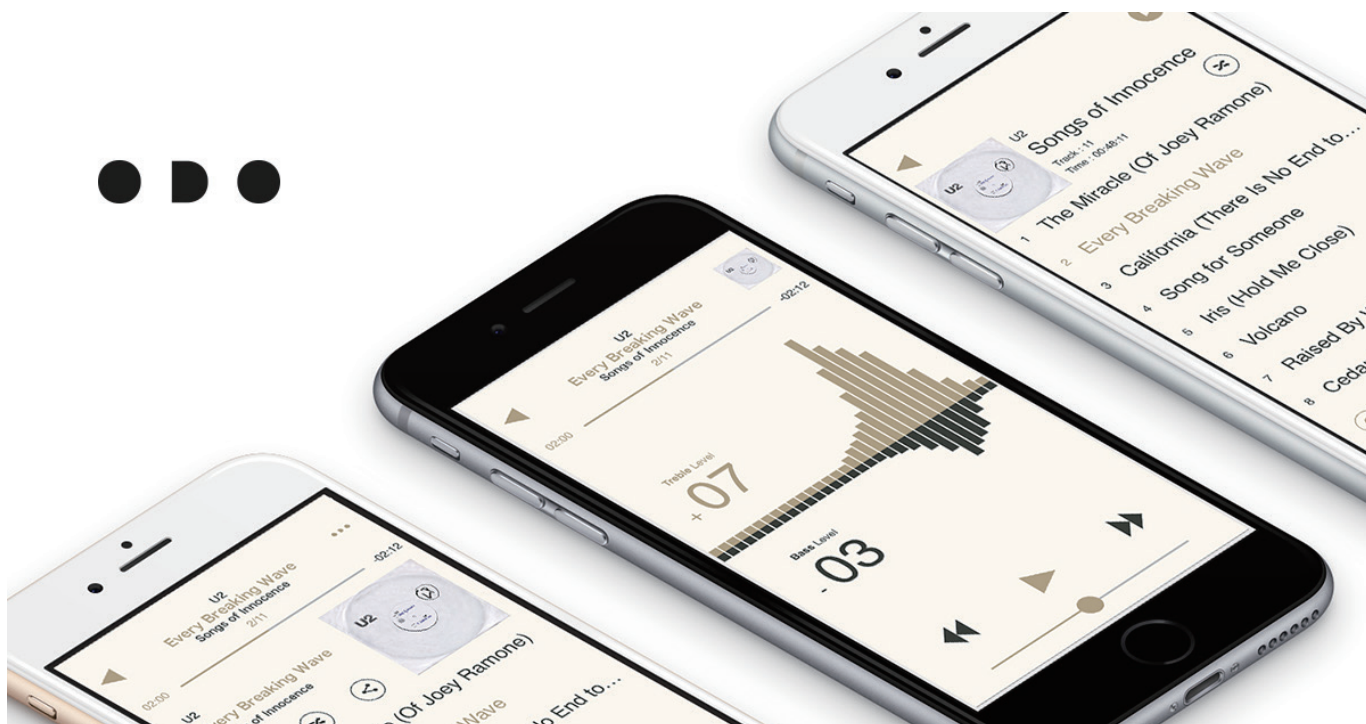 ODO
U2
Songs of Innocence
Track : 11
Time : 00:48:11
U2
1 The Miracle (Of Joey Ramone)
2 Every Breaking Wave
3 California (There Is No End to...
4 Song for Someone
5 Iris (Hold Me Close)
6 Volcano
7 Raised By
8
U2
Every Breaking Wave
Songs of Innocence
2/11
02:00
-02:12
Treble Level
+ 07
Bass Level
- 03
U2
Every Breaking Wave
Songs of Innocence
2/11
02:00
-02:12
U2
U2
Breaking Wave
of Innocence
(Of Joey Ramone)
Wave
No End to...